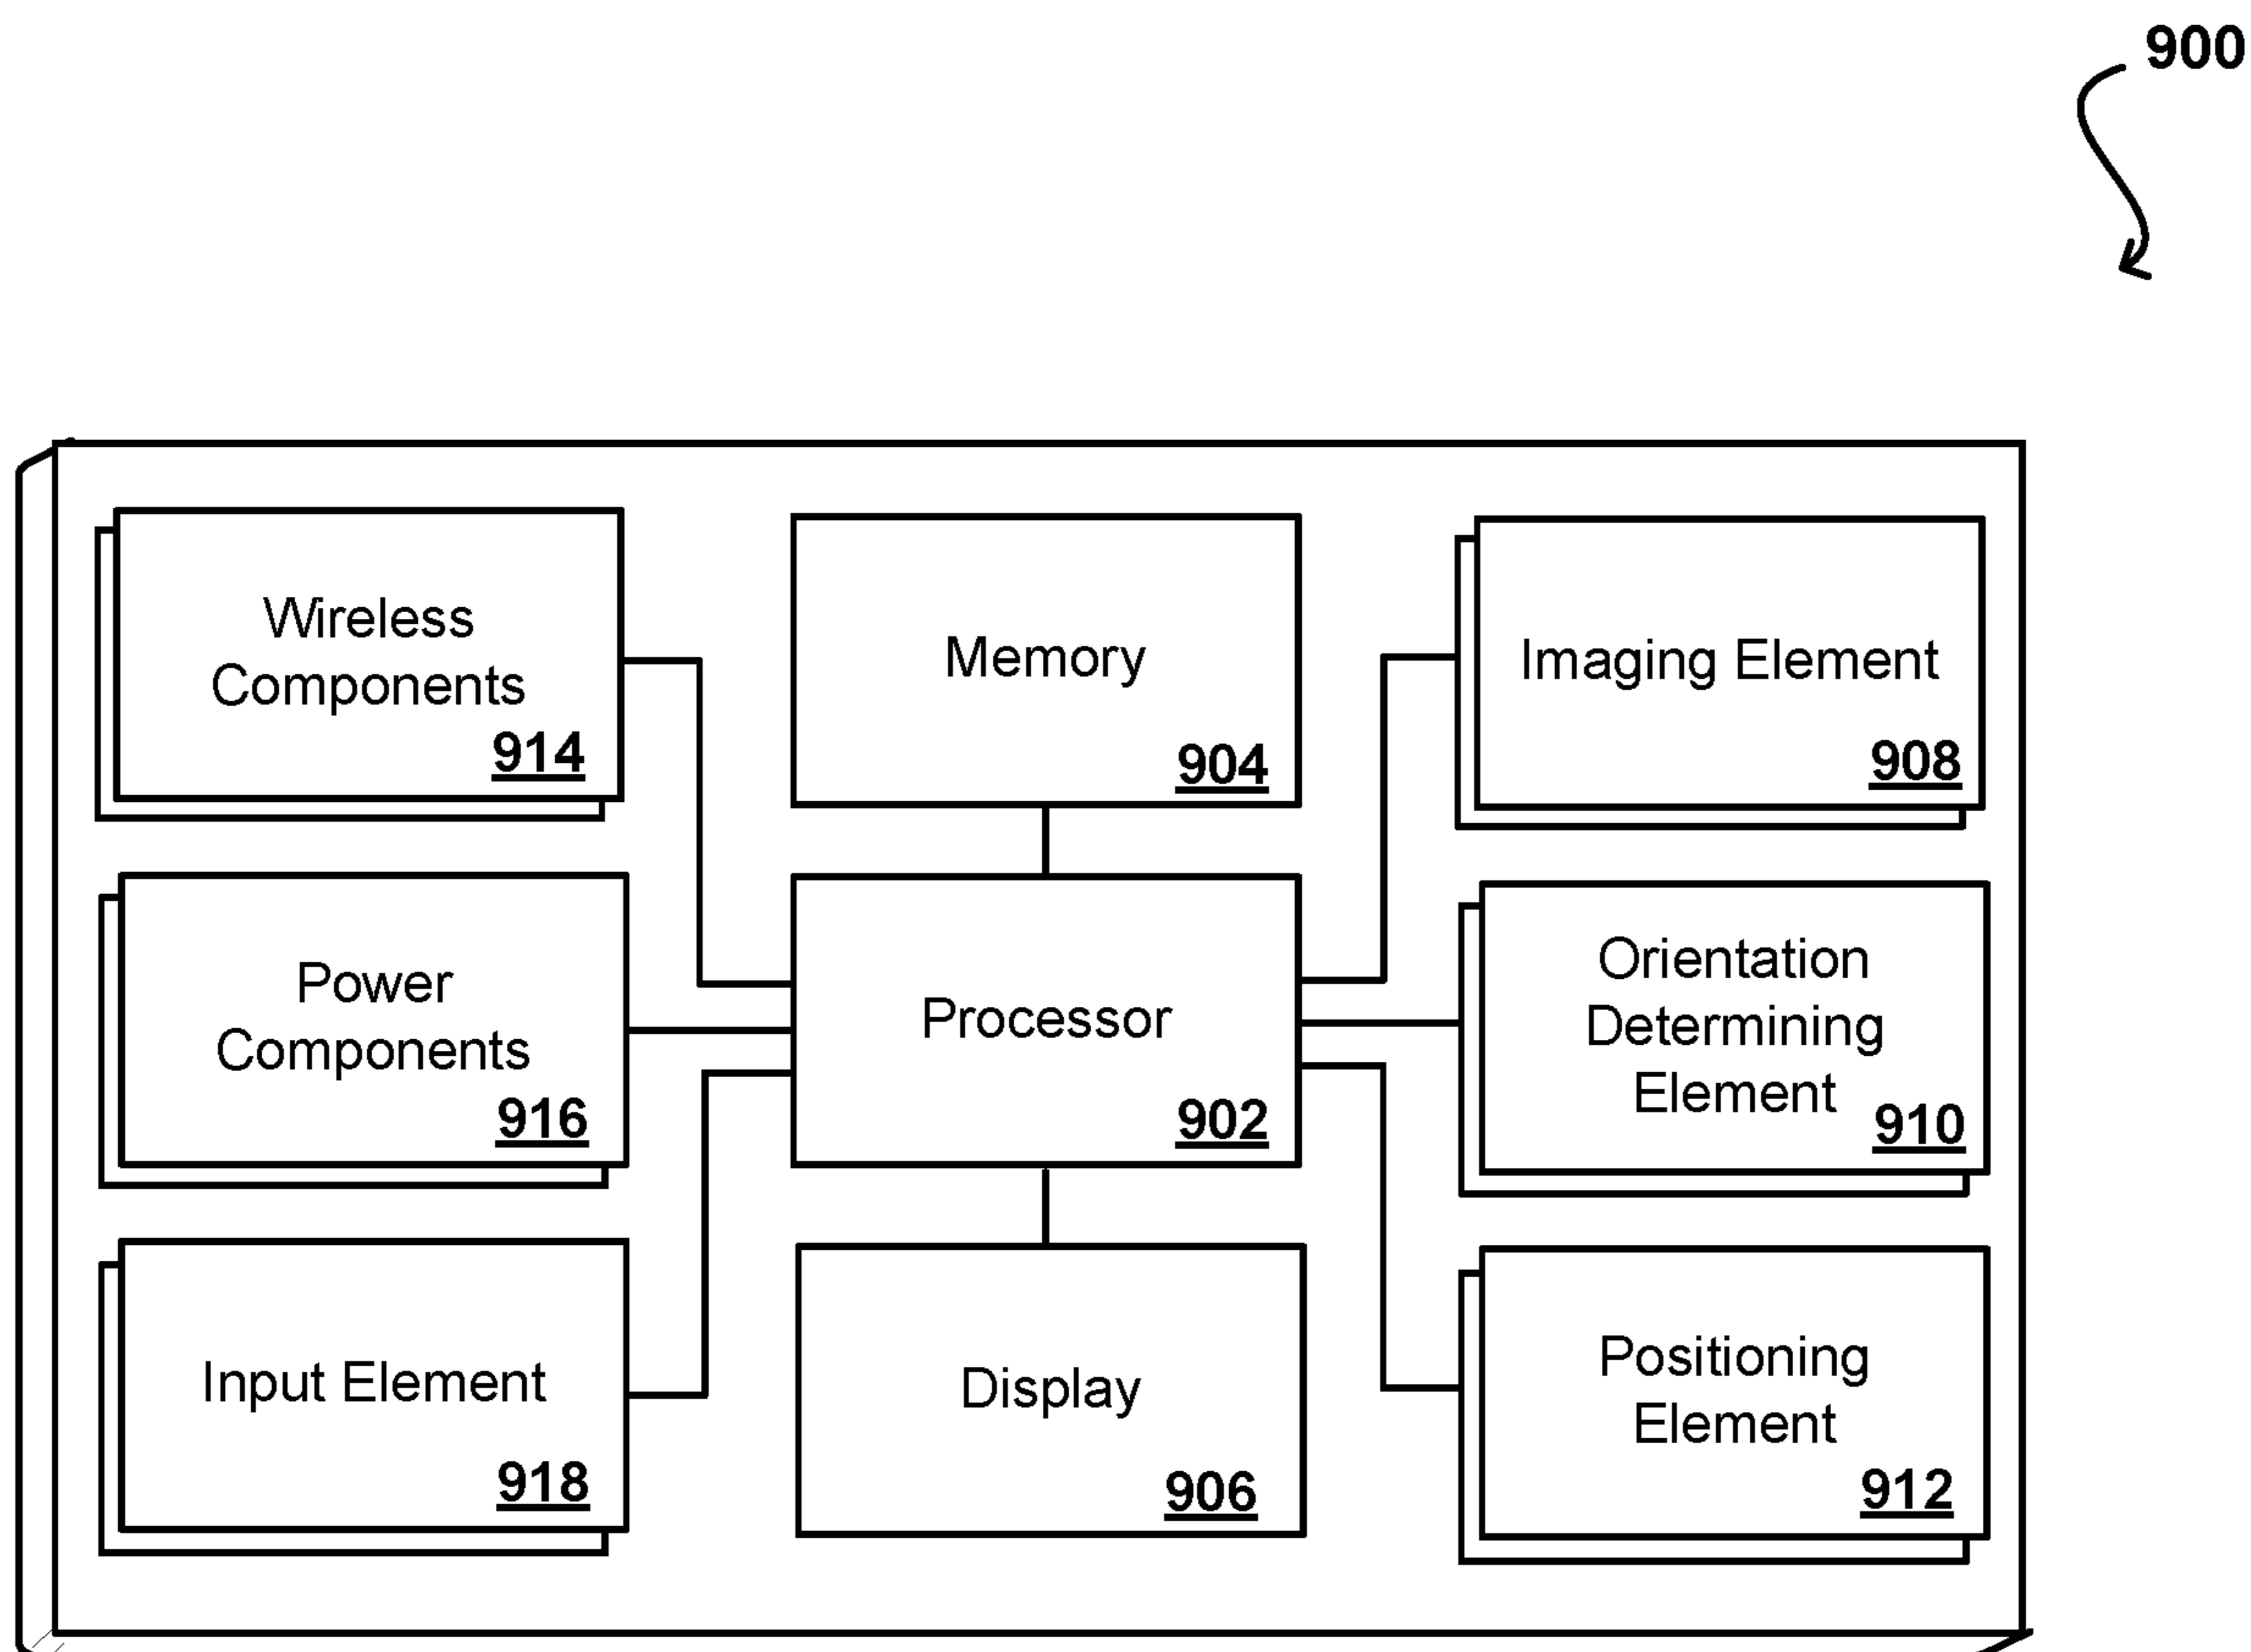 900
Wireless
Components
914
Memory
904
Imaging Element
908
Power
Components
916
Processor
902
Orientation
Determining
Element
910
Input Element
918
Display
906
Positioning
Element
912